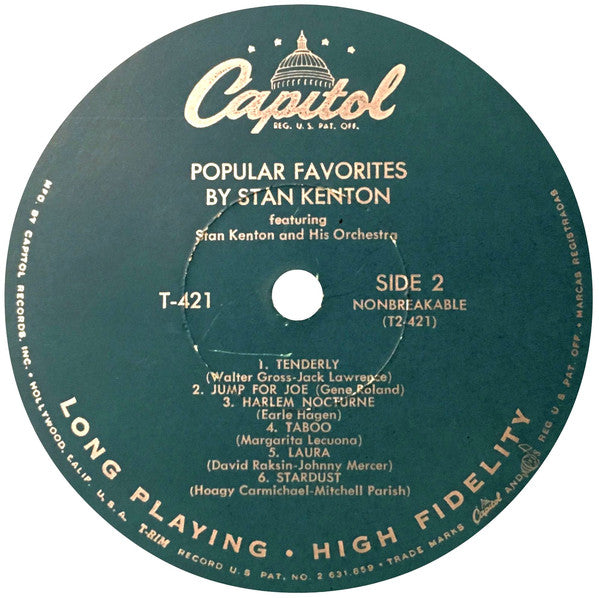 Capitol
REG. U. S. PAT. OFF.
POPULAR FAVORITES
BY STAN KENTON
featuring
Stan Kenton and His Orchestra
T-421
SIDE 2
NONBREAKABLE
(T2-421)
1. TENDERLY
(Walter Gross-Jack Lawrence)
2. JUMP FOR JOE (Gene Roland)
3. HARLEM NOCTURNE
(Earle Hagen)
4. TABOO
(Margarita Lecuona)
5. LAURA
(David Raksin-Johnny Mercer)
6. STARDUST
(Hoagy Carmichael-Mitchell Parish)
LONG PLAYING • HIGH FIDELITY
MFG. BY CAPITOL RECORDS, INC. • HOLLYWOOD, CALIF. U. S. A. T-RIM RECORD U. S. PAT. NO. 2 631 859 • TRADE MARKS Capitol AND REG U S PAT OFF. • MARCAS REGISTRADAS